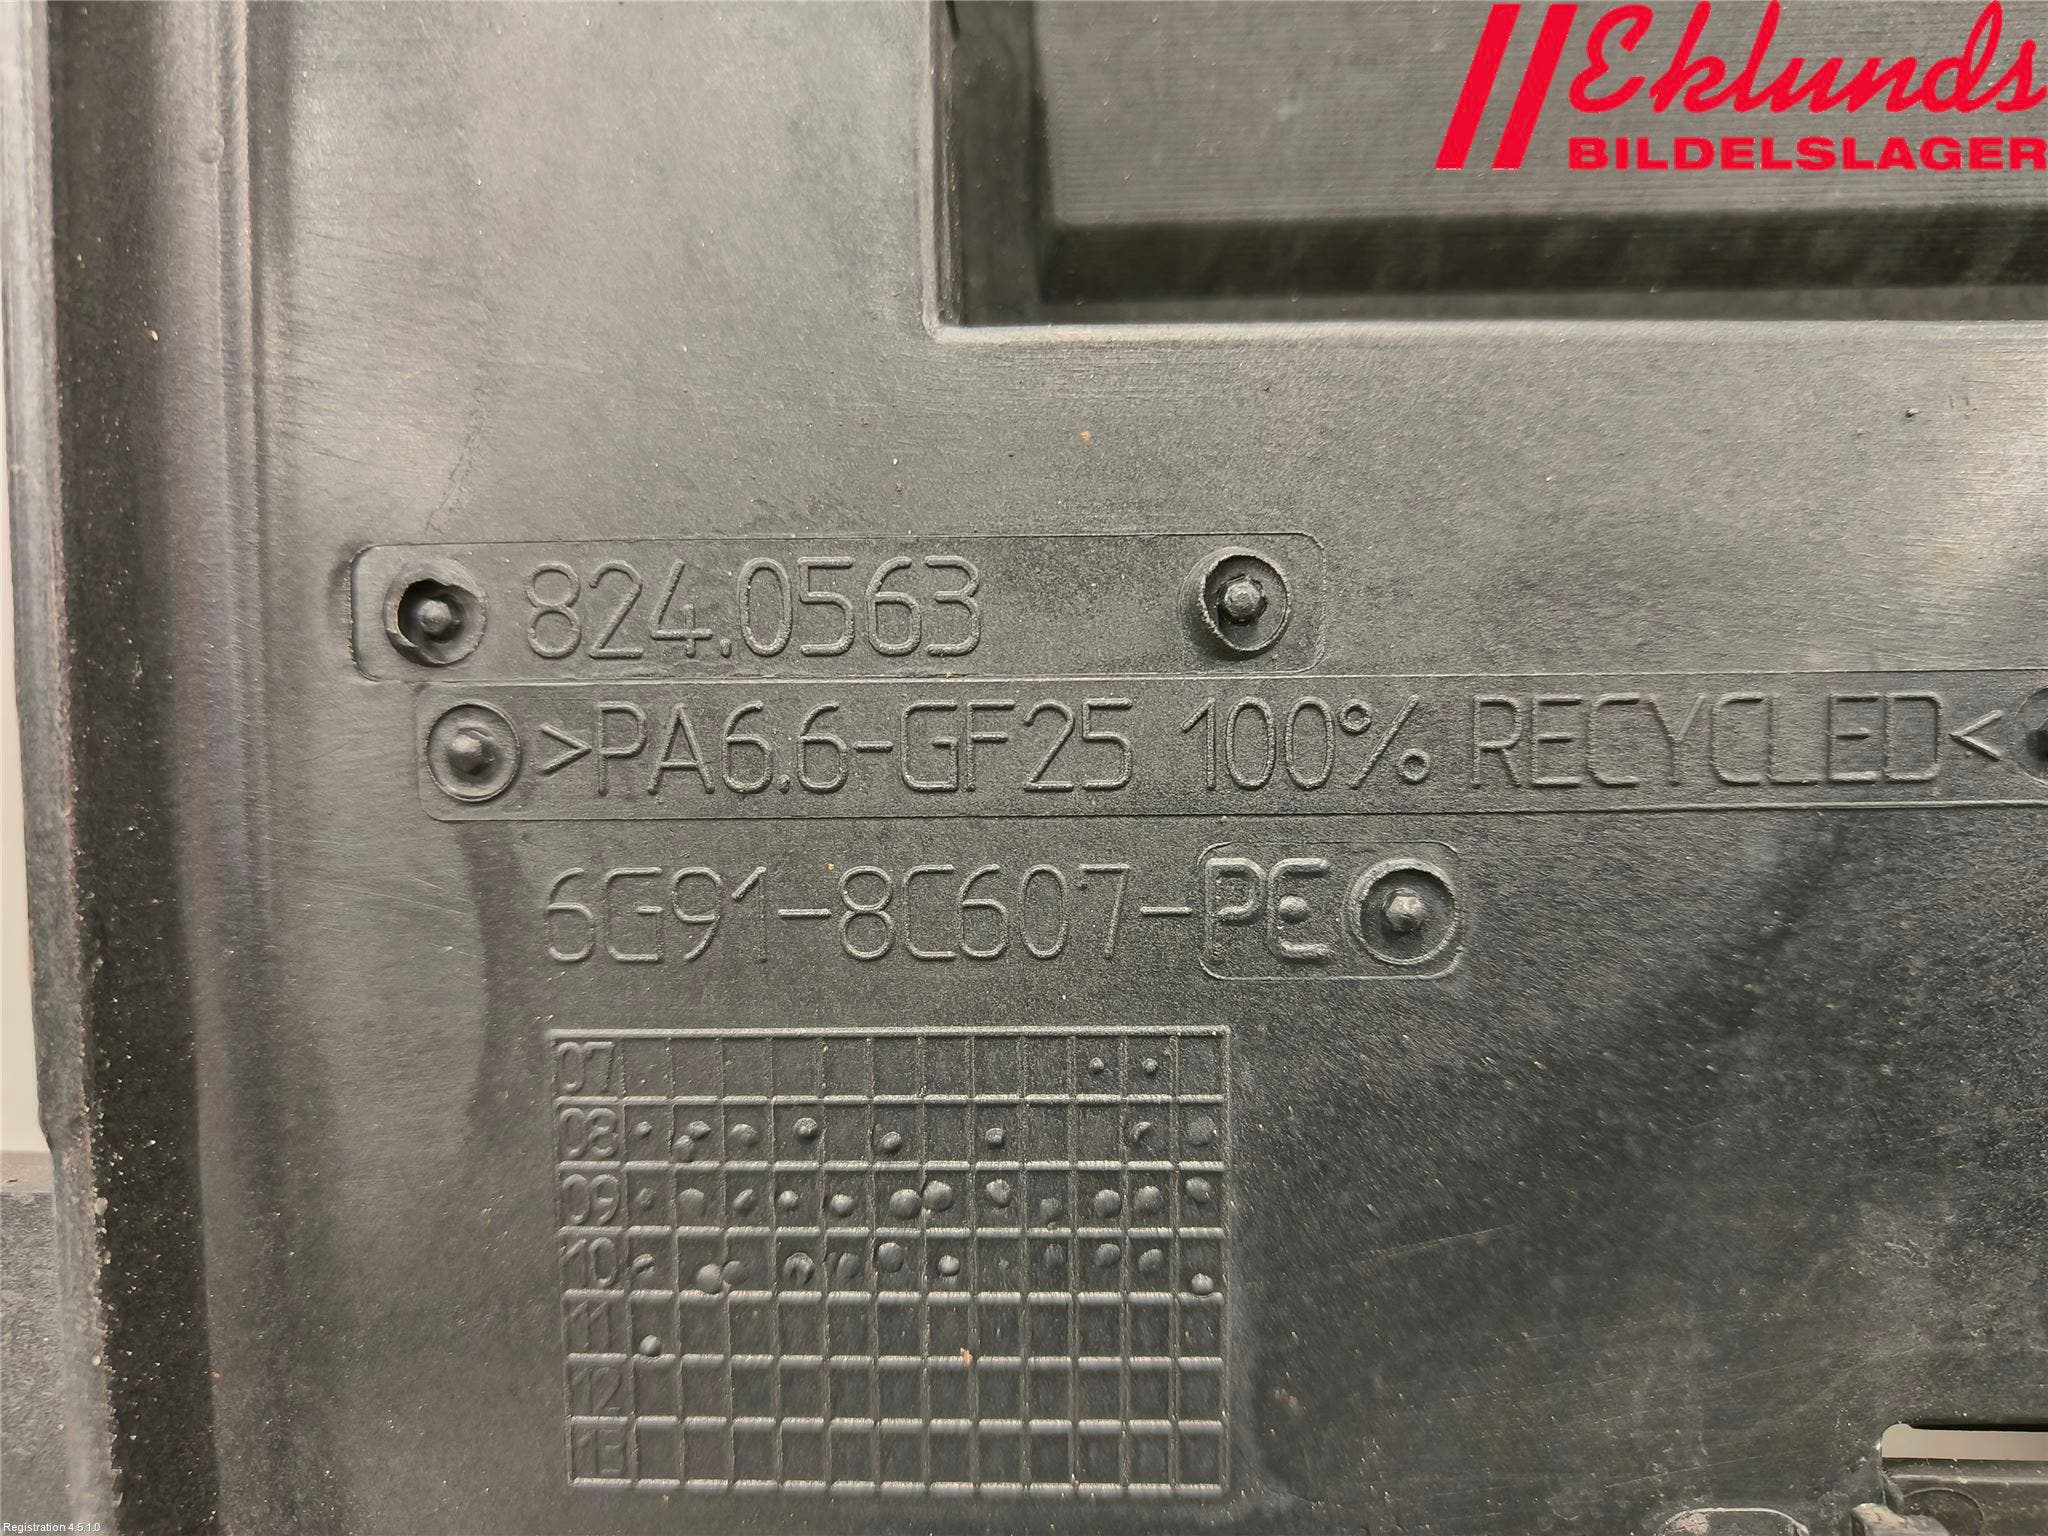 Eklunds
BILDELSLAGER
824.0563
>PA6.6-GF25 100% RECYCLED<
6G91-8C607-PE
07
08
09
10
11
12
Registration 4.5.1.0